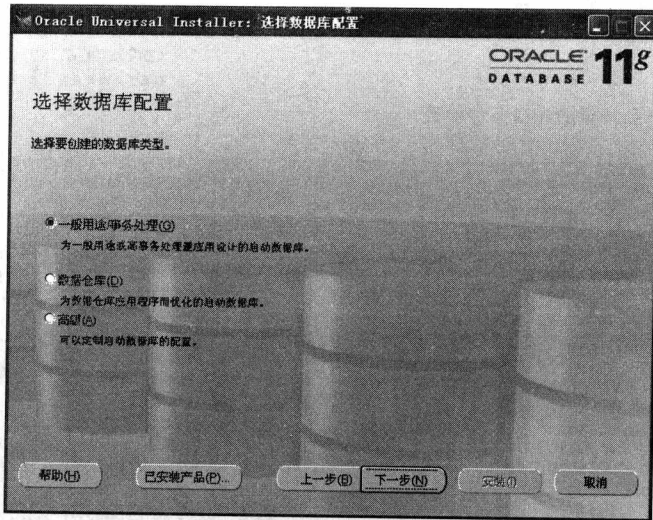 Oracle Universal Installer: 选择数据库配置
ORACLE
DATABASE 11g
选择数据库配置
选择要创建的数据库类型。
一般用途/事务处理(G)
为一般用途或高事务处理量应用设计的启动数据库。
数据仓库(D)
为数据仓库应用程序而优化的启动数据库。
高级(A)
可以定制启动数据库的配置。
帮助(H) 已安装产品(P)... 上一步(B) 下一步(N) 安装(I) 取消